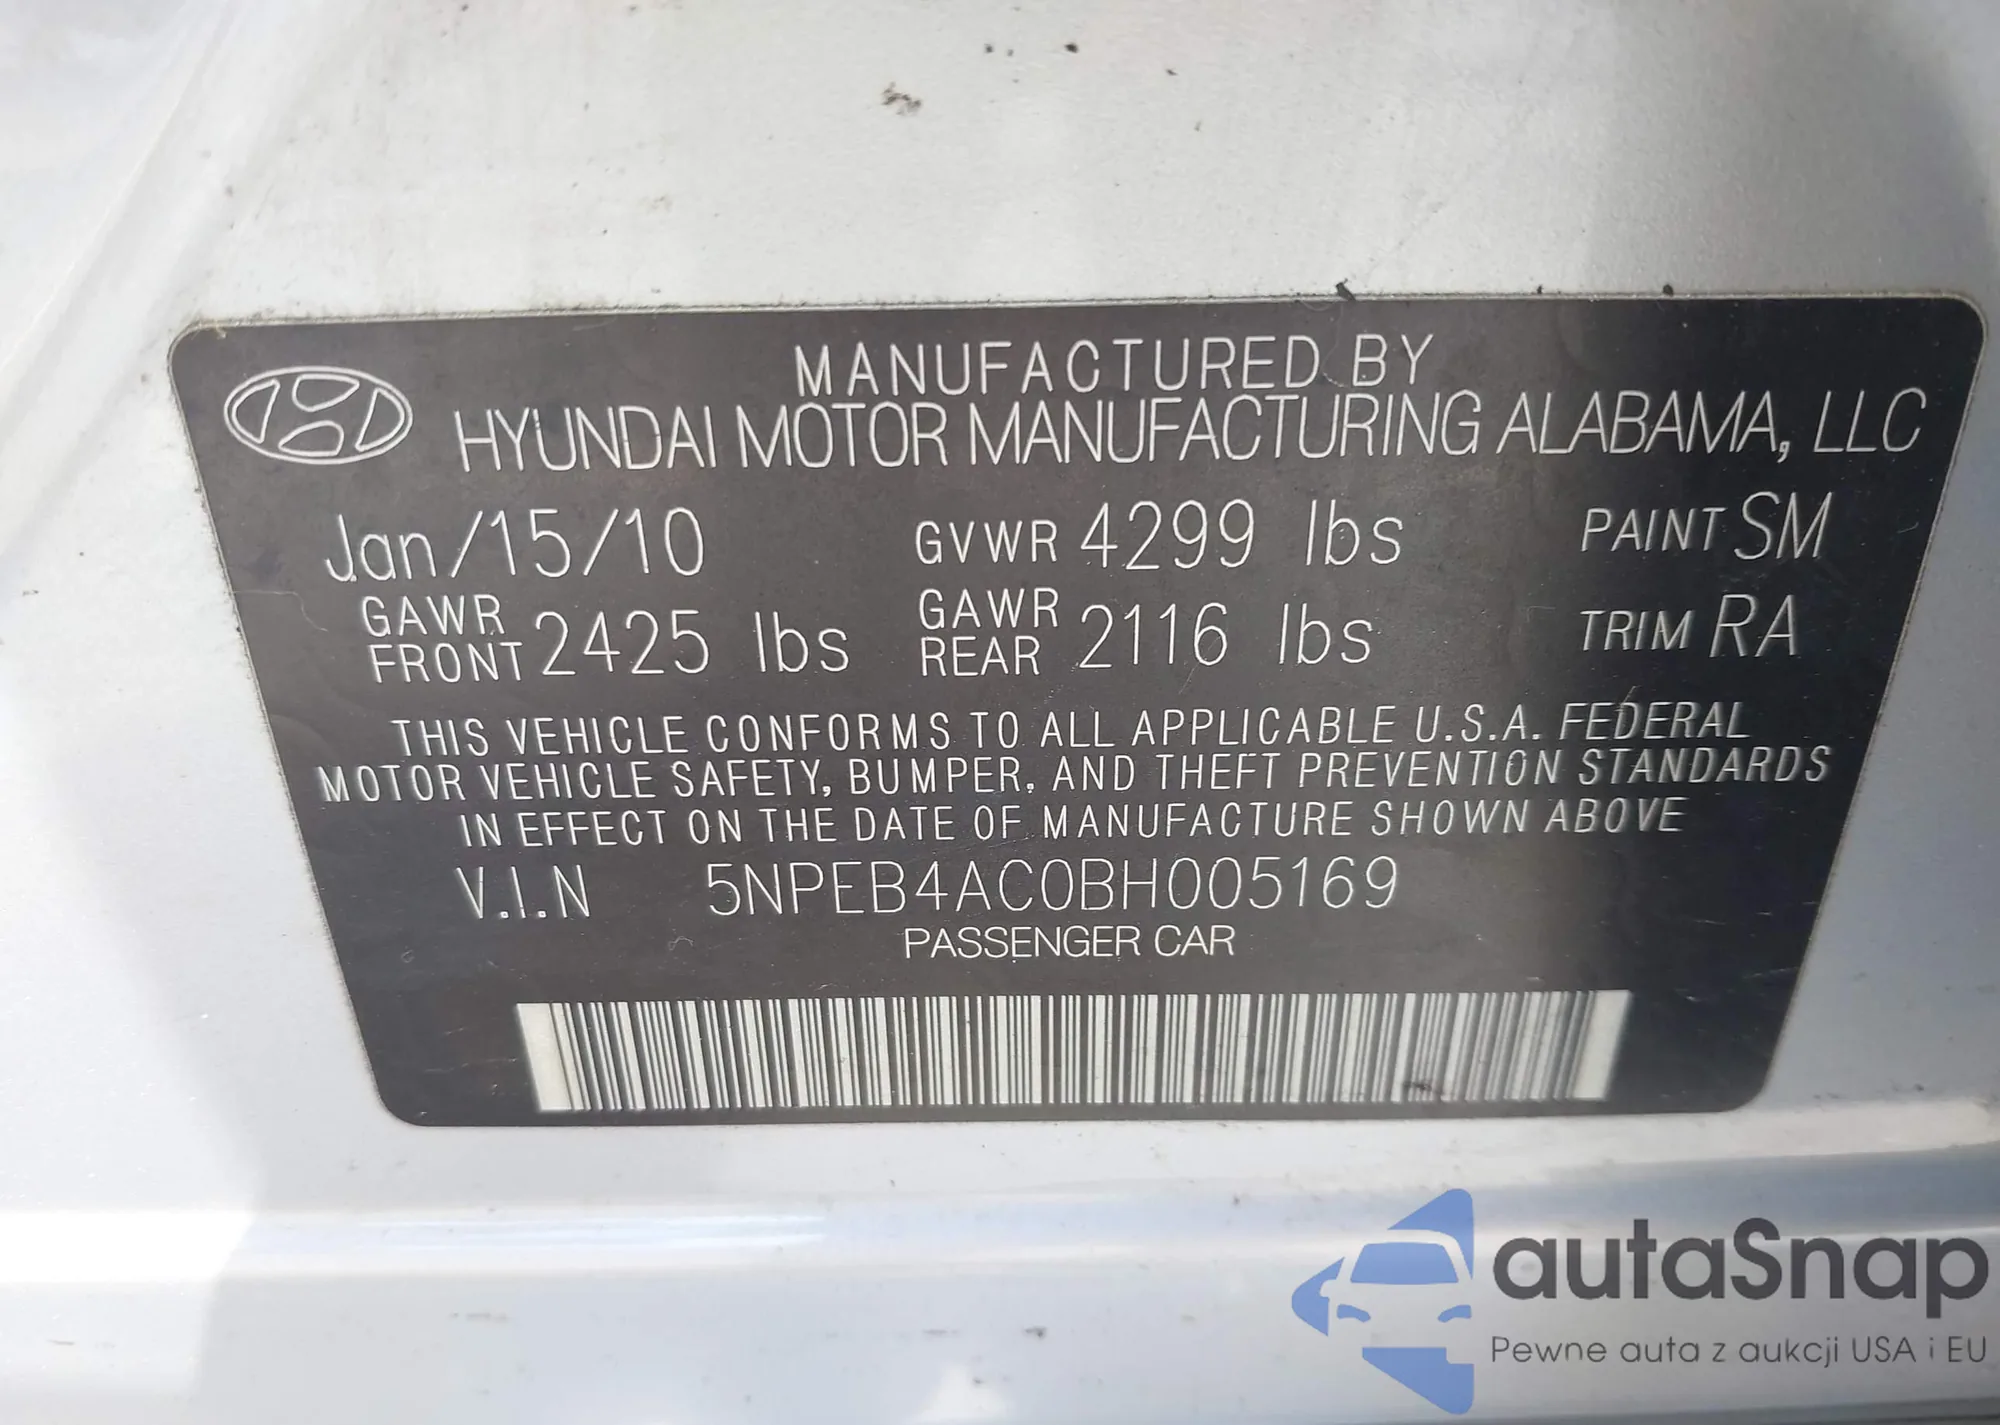 MANUFACTURED BY
HYUNDAI MOTOR MANUFACTURING ALABAMA, LLC
Jan/15/10 GVWR 4299 lbs PAINT SM
GAWR FRONT 2425 lbs GAWR REAR 2116 lbs TRIM RA
THIS VEHICLE CONFORMS TO ALL APPLICABLE U.S.A. FEDERAL
MOTOR VEHICLE SAFETY, BUMPER, AND THEFT PREVENTION STANDARDS
IN EFFECT ON THE DATE OF MANUFACTURE SHOWN ABOVE
V.I.N 5NPEB4AC0BH005169
PASSENGER CAR
autaSnap
Pewne auta z aukcji USA i EU